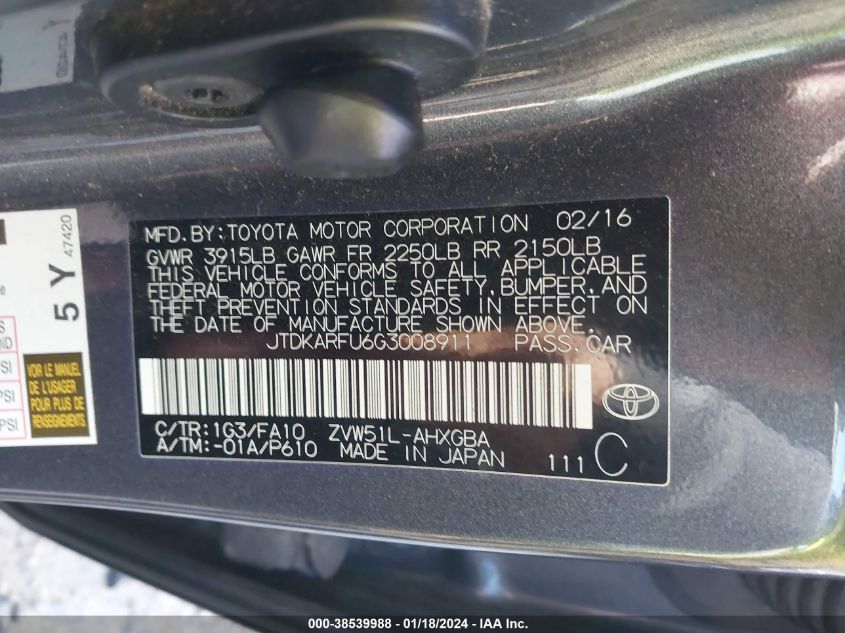 MFD. BY: TOYOTA MOTOR CORPORATION 02/16
GVWR 3915LB GAWR FR 2250LB RR 2150LB
THIS VEHICLE CONFORMS TO ALL APPLICABLE
FEDERAL MOTOR VEHICLE SAFETY, BUMPER, AND
THEFT PREVENTION STANDARDS IN EFFECT ON
THE DATE OF MANUFACTURE SHOWN ABOVE.
JTDKARFU6G3008911 PASS. CAR
C/TR: 1G3/FA10 ZVW51L-AHXGBA
A/TM: -01A/P610 MADE IN JAPAN
111 C
5 Y
47420
VOIR LE MANUEL
DE L'USAGER
POUR PLUS DE
RENSEIGNEMENTS
000-38539988 - 01/18/2024 - IAA Inc.